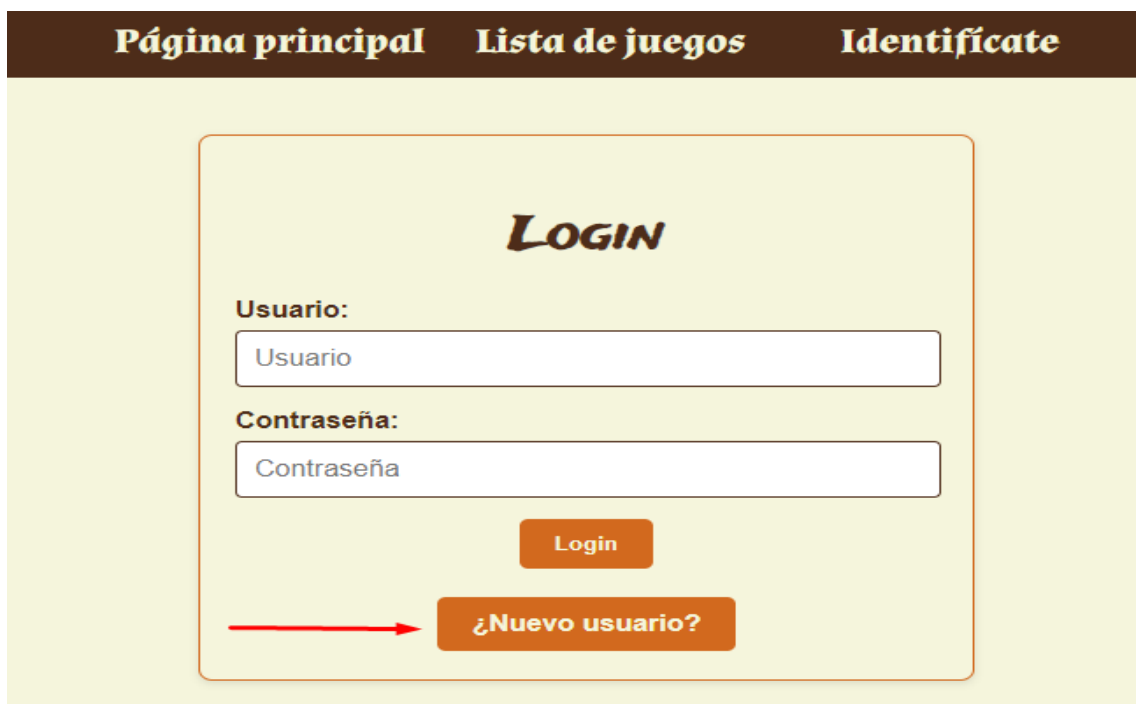 Página principal Lista de juegos Identifícate
Login
Usuario:
Usuario
Contraseña:
Contraseña
Login
¿Nuevo usuario?